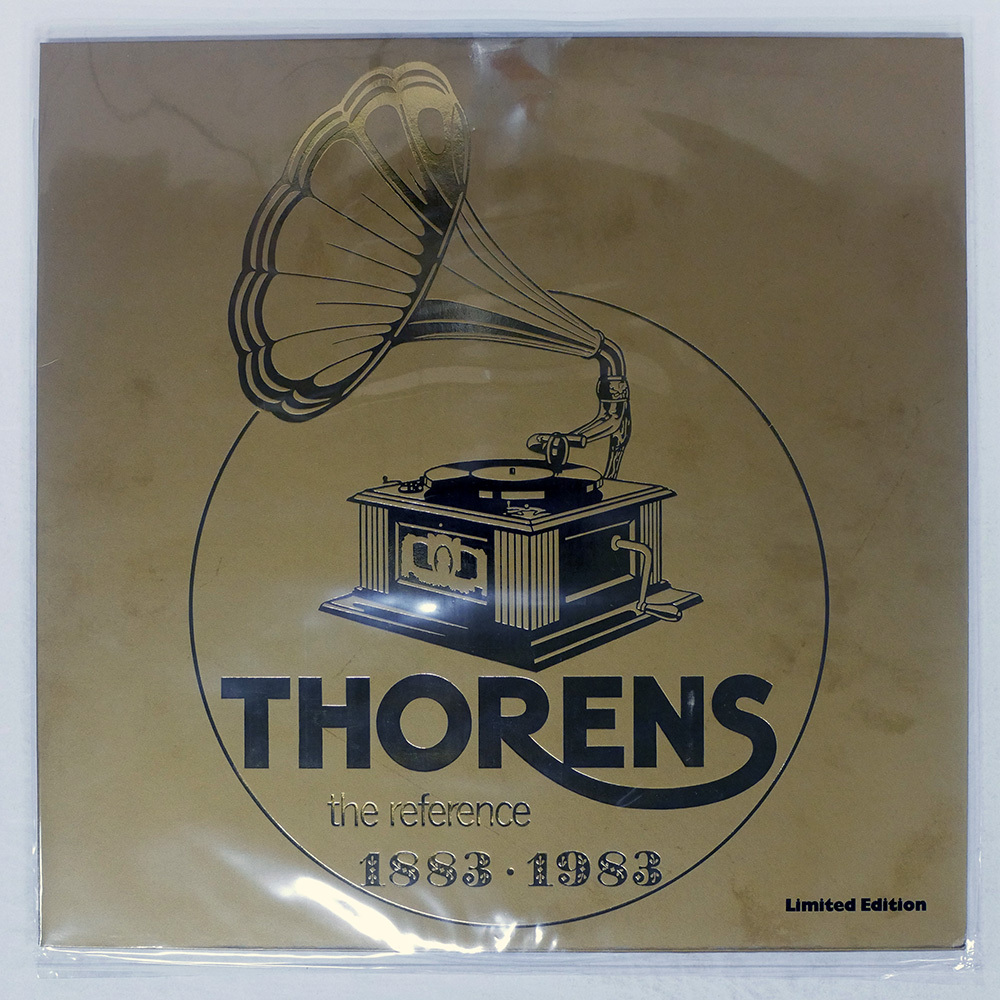 THORENS
the reference
1883 · 1983
Limited Edition